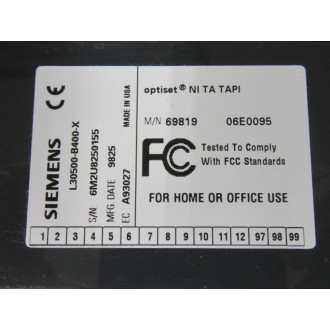 optiset® NI TA TAPI
M/N 69819 06E0095
FC
Tested To Comply
With FCC Standards
FOR HOME OR OFFICE USE
CE
SIEMENS
L30500-B400-X
S/N 6M2U8250155
MFG DATE 9825
EC A93027
MADE IN USA
1 2 3 4 5 6 7 8 9 10 11 12 97 98 99